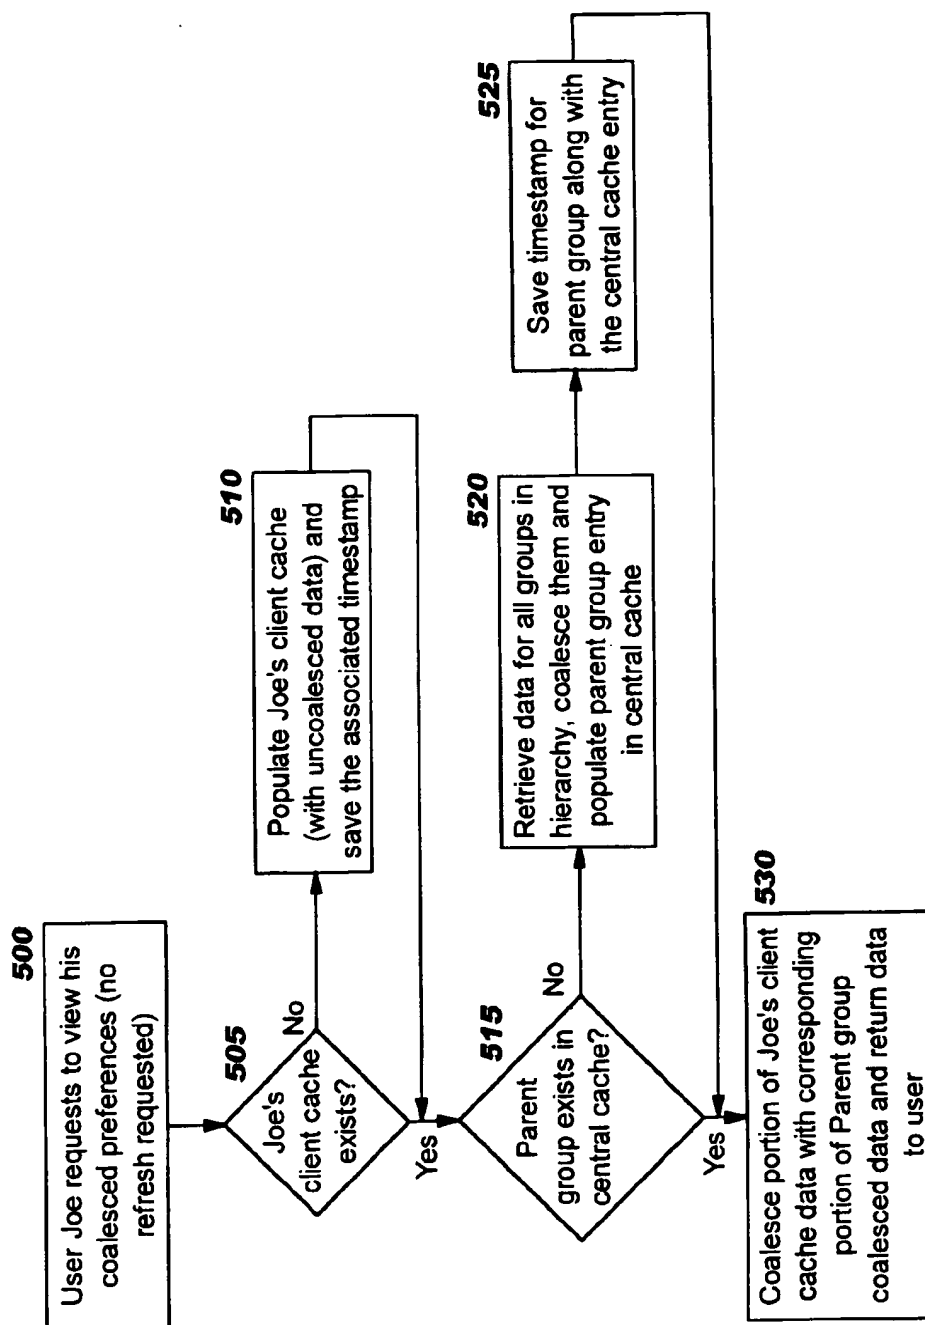 500
User Joe requests to view his
coalesced preferences (no
refresh requested)
505
Joe's
client cache
exists?
No
Yes
510
Populate Joe's client cache
(with uncoalesced data) and
save the associated timestamp
515
Parent
group exists in
central cache?
No
Yes
520
Retrieve data for all groups in
hierarchy, coalesce them and
populate parent group entry
in central cache
525
Save timestamp for
parent group along with
the central cache entry
530
Coalesce portion of Joe's client
cache data with corresponding
portion of Parent group
coalesced data and return data
to user